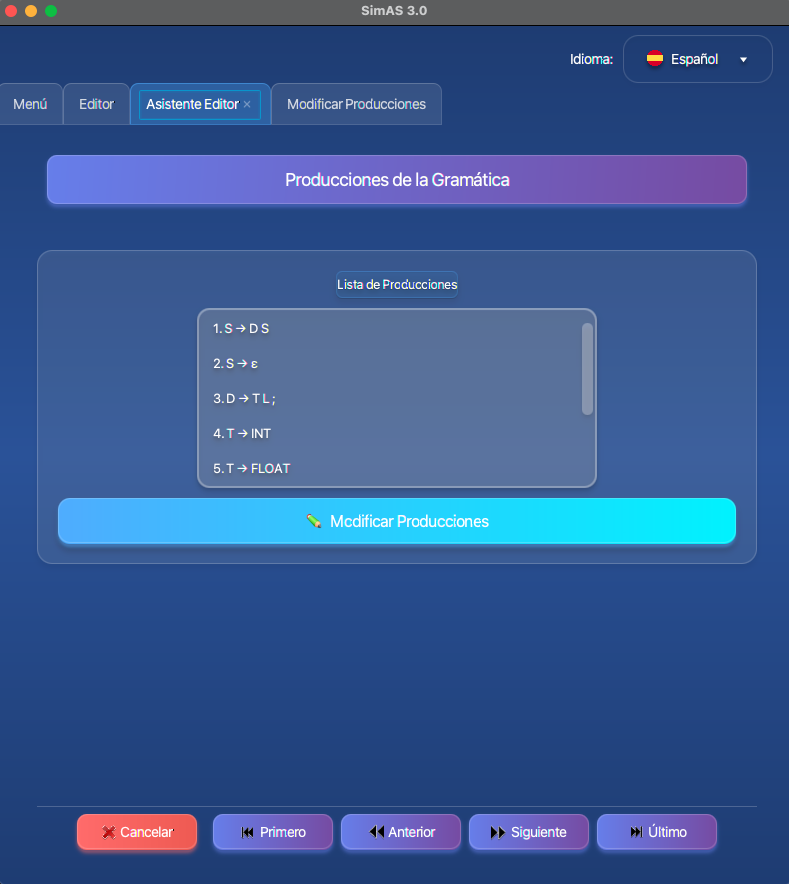 SimAS 3.0
Idioma: Español
Menú Editor Asistente Editor × Modificar Producciones
Producciones de la Gramática
Lista de Producciones
1. S → D S
2. S → ε
3. D → T L ;
4. T → INT
5. T → FLOAT
Modificar Producciones
Cancelar Primero Anterior Siguiente Último